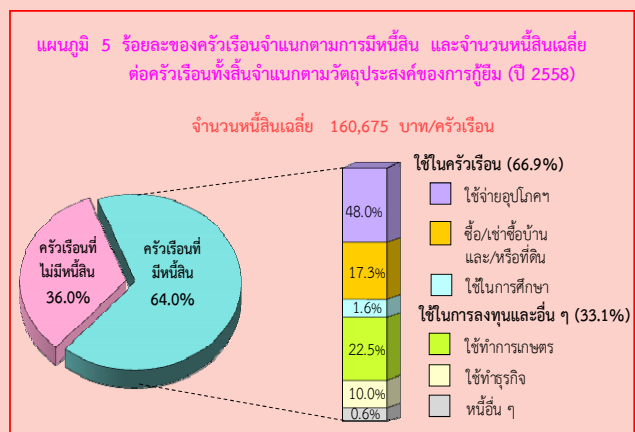 แผนภูมิ 5 ร้อยละของครัวเรือนจำแนกตามการมีหนี้สิน และจำนวนหนี้สินเฉลี่ย
ต่อครัวเรือนทั้งสิ้นจำแนกตามวัตถุประสงค์ของการกู้ยืม (ปี 2558)
จำนวนหนี้สินเฉลี่ย 160,675 บาท/ครัวเรือน
ครัวเรือนที่
ไม่มีหนี้สิน
36.0%
ครัวเรือนที่
มีหนี้สิน
64.0%
48.0%
17.3%
1.6%
22.5%
10.0%
0.6%
ใช้ในครัวเรือน (66.9%)
ใช้จ่ายอุปโภคฯ
ซื้อ/เช่าซื้อบ้าน
และ/หรือที่ดิน
ใช้ในการศึกษา
ใช้ในการลงทุนและอื่น ๆ (33.1%)
ใช้ทำการเกษตร
ใช้ทำธุรกิจ
หนี้อื่น ๆ